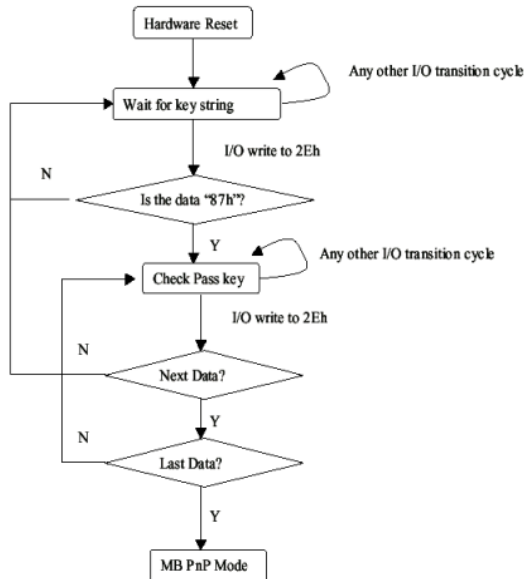 Hardware Reset
Any other I/O transition cycle
Wait for key string
I/O write to 2Eh
N
Is the data “87h”?
Y
Any other I/O transition cycle
Check Pass key
I/O write to 2Eh
N
Next Data?
Y
N
Last Data?
Y
MB PnP Mode